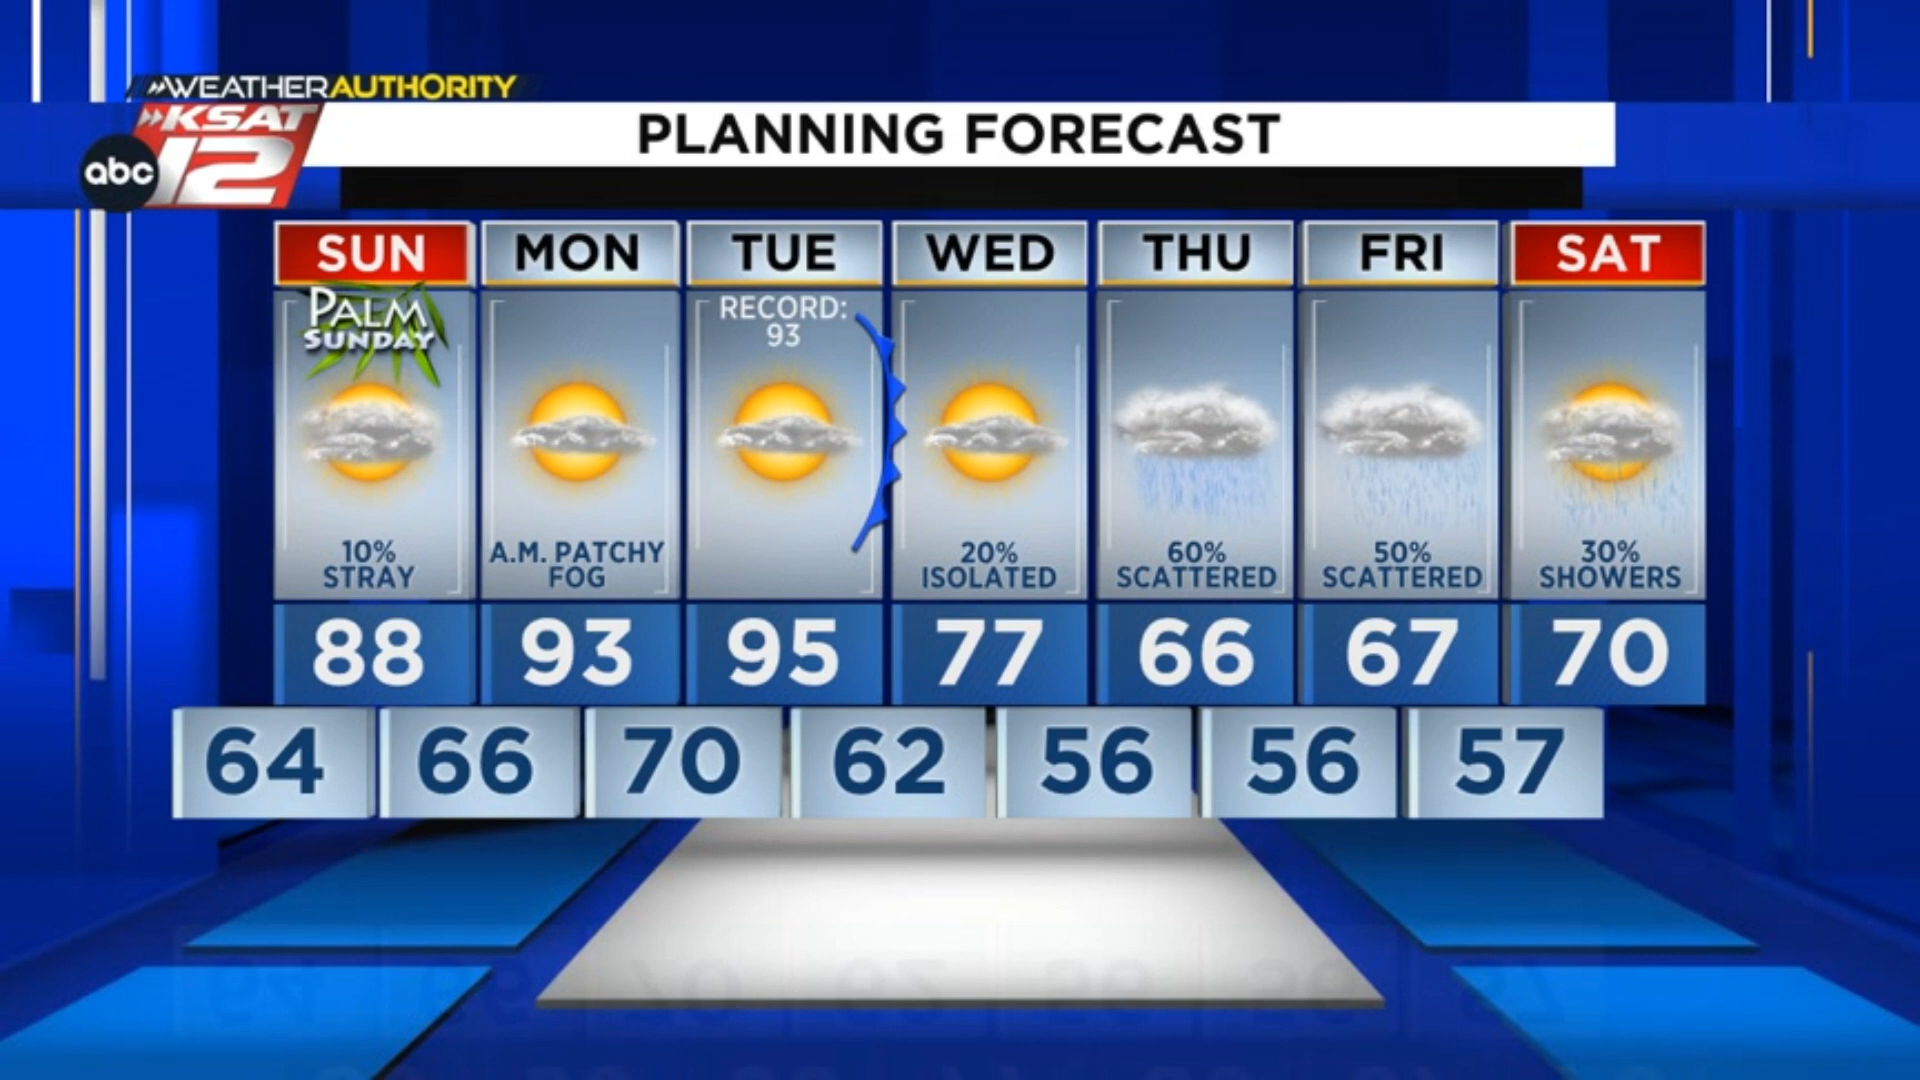 WEATHERAUTHORITY
KSAT
abc
12
PLANNING FORECAST
SUN
MON
TUE
WED
THU
FRI
SAT
PALM
SUNDAY
RECORD:
93
10%
STRAY
A.M. PATCHY
FOG
20%
ISOLATED
60%
SCATTERED
50%
SCATTERED
30%
SHOWERS
88
93
95
77
66
67
70
64
66
70
62
56
56
57